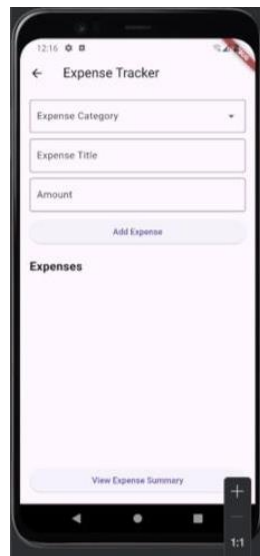 12:16
Expense Tracker
Expense Category
Expense Title
Amount
Add Expense
Expenses
View Expense Summary
1:1